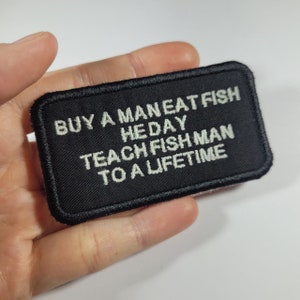 BUY A MAN EAT FISH
HE DAY
TEACH FISH MAN
TO A LIFETIME